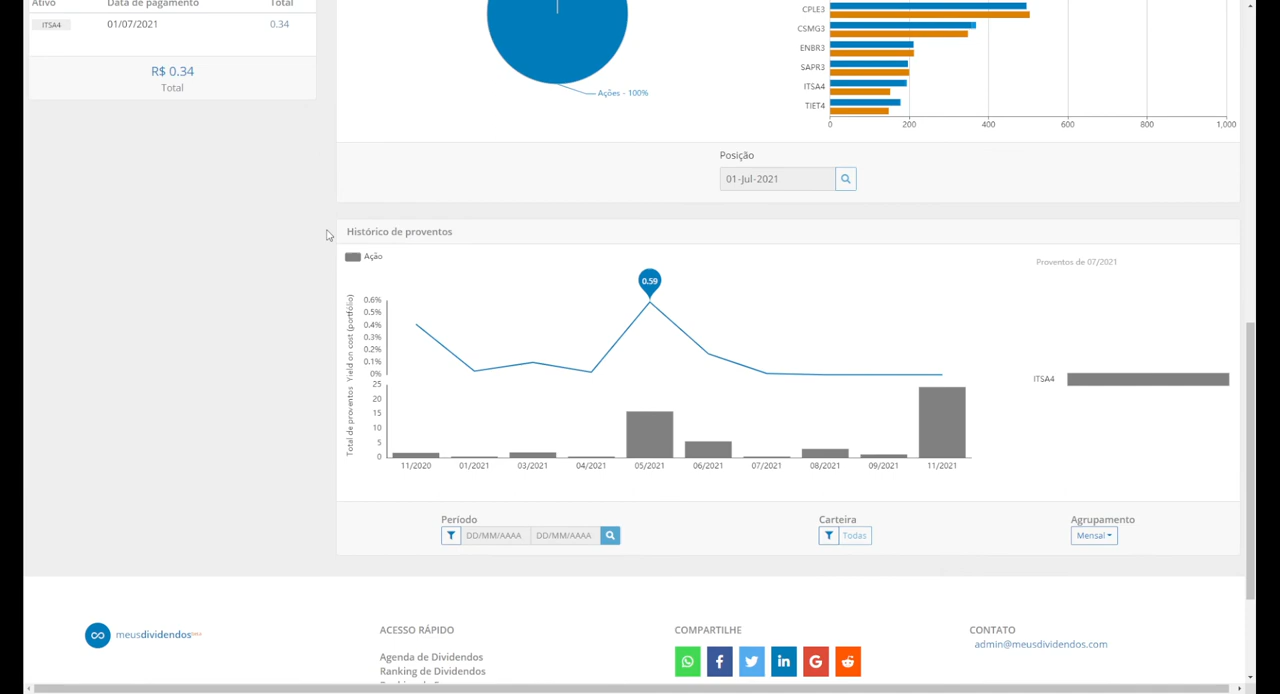 Ativo Data de pagamento Total
ITSA4 01/07/2021 0.34
R$ 0.34
Total
Ações - 100%
CPLE3
CSMG3
ENBR3
SAPR3
ITSA4
TIET4
0 200 400 600 800 1,000
Posição
01-Jul-2021
Histórico de proventos
Ação
Proventos de 07/2021
0.59
Yield on cost (portfólio)
0.6%
0.5%
0.4%
0.3%
0.2%
0.1%
0%
Total de proventos
25
20
15
10
5
0
11/2020 01/2021 03/2021 04/2021 05/2021 06/2021 07/2021 08/2021 09/2021 11/2021
ITSA4
Período
DD/MM/AAAA DD/MM/AAAA
Carteira
Todas
Agrupamento
Mensal
meusdividendos
ACESSO RÁPIDO
Agenda de Dividendos
Ranking de Dividendos
COMPARTILHE
CONTATO
admin@meusdividendos.com